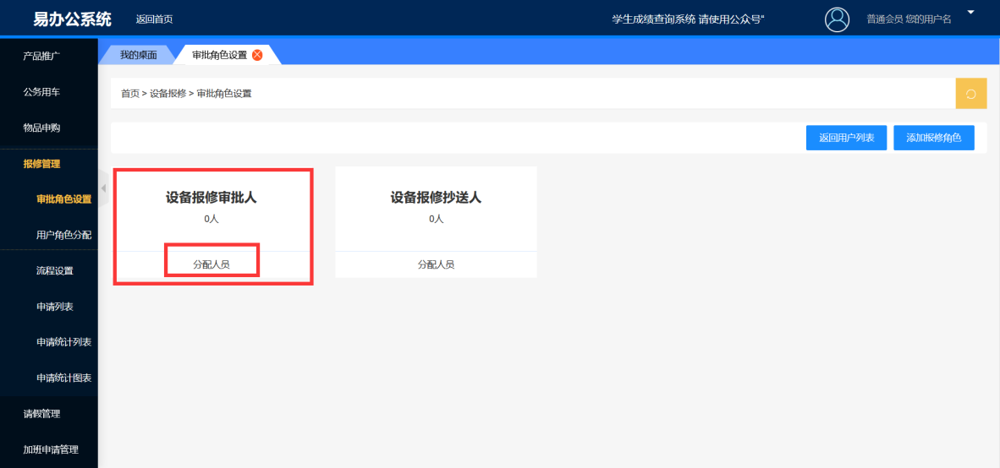 易办公系统
返回首页
学生成绩查询系统 请使用公众号"
普通会员 您的用户名
产品推广
公务用车
物品申购
报修管理
审批角色设置
用户角色分配
流程设置
申请列表
申请统计列表
申请统计图表
请假管理
加班申请管理
我的桌面
审批角色设置
首页 > 设备报修 > 审批角色设置
返回用户列表
添加报修角色
设备报修审批人
0人
分配人员
设备报修抄送人
0人
分配人员